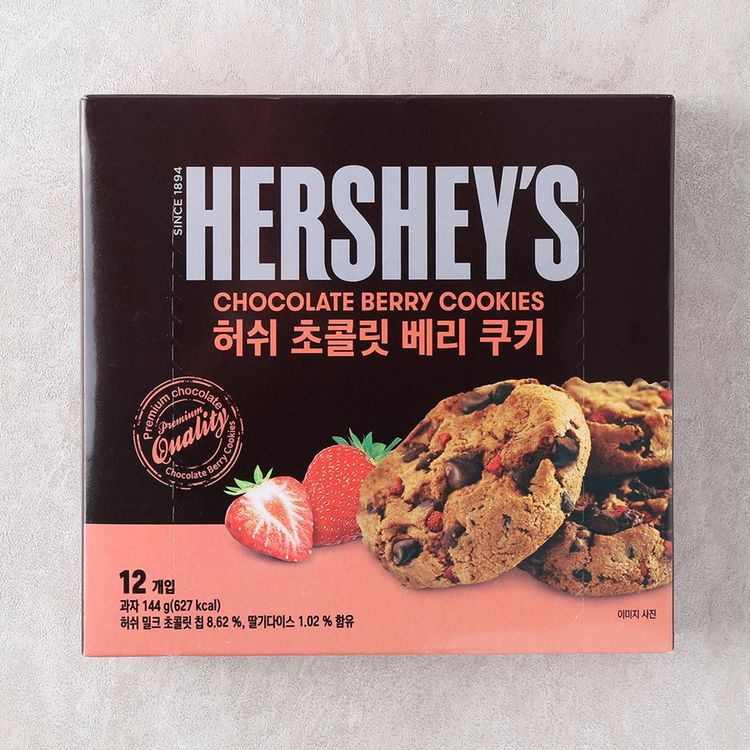 SINCE 1894
HERSHEY'S
CHOCOLATE BERRY COOKIES
허쉬 초콜릿 베리 쿠키
Premium chocolate
Premium
Quality
Chocolate Berry Cookies
12 개입
과자 144 g(627 kcal)
허쉬 밀크 초콜릿 칩 8.62 %, 딸기다이스 1.02 % 함유
이미지 사진